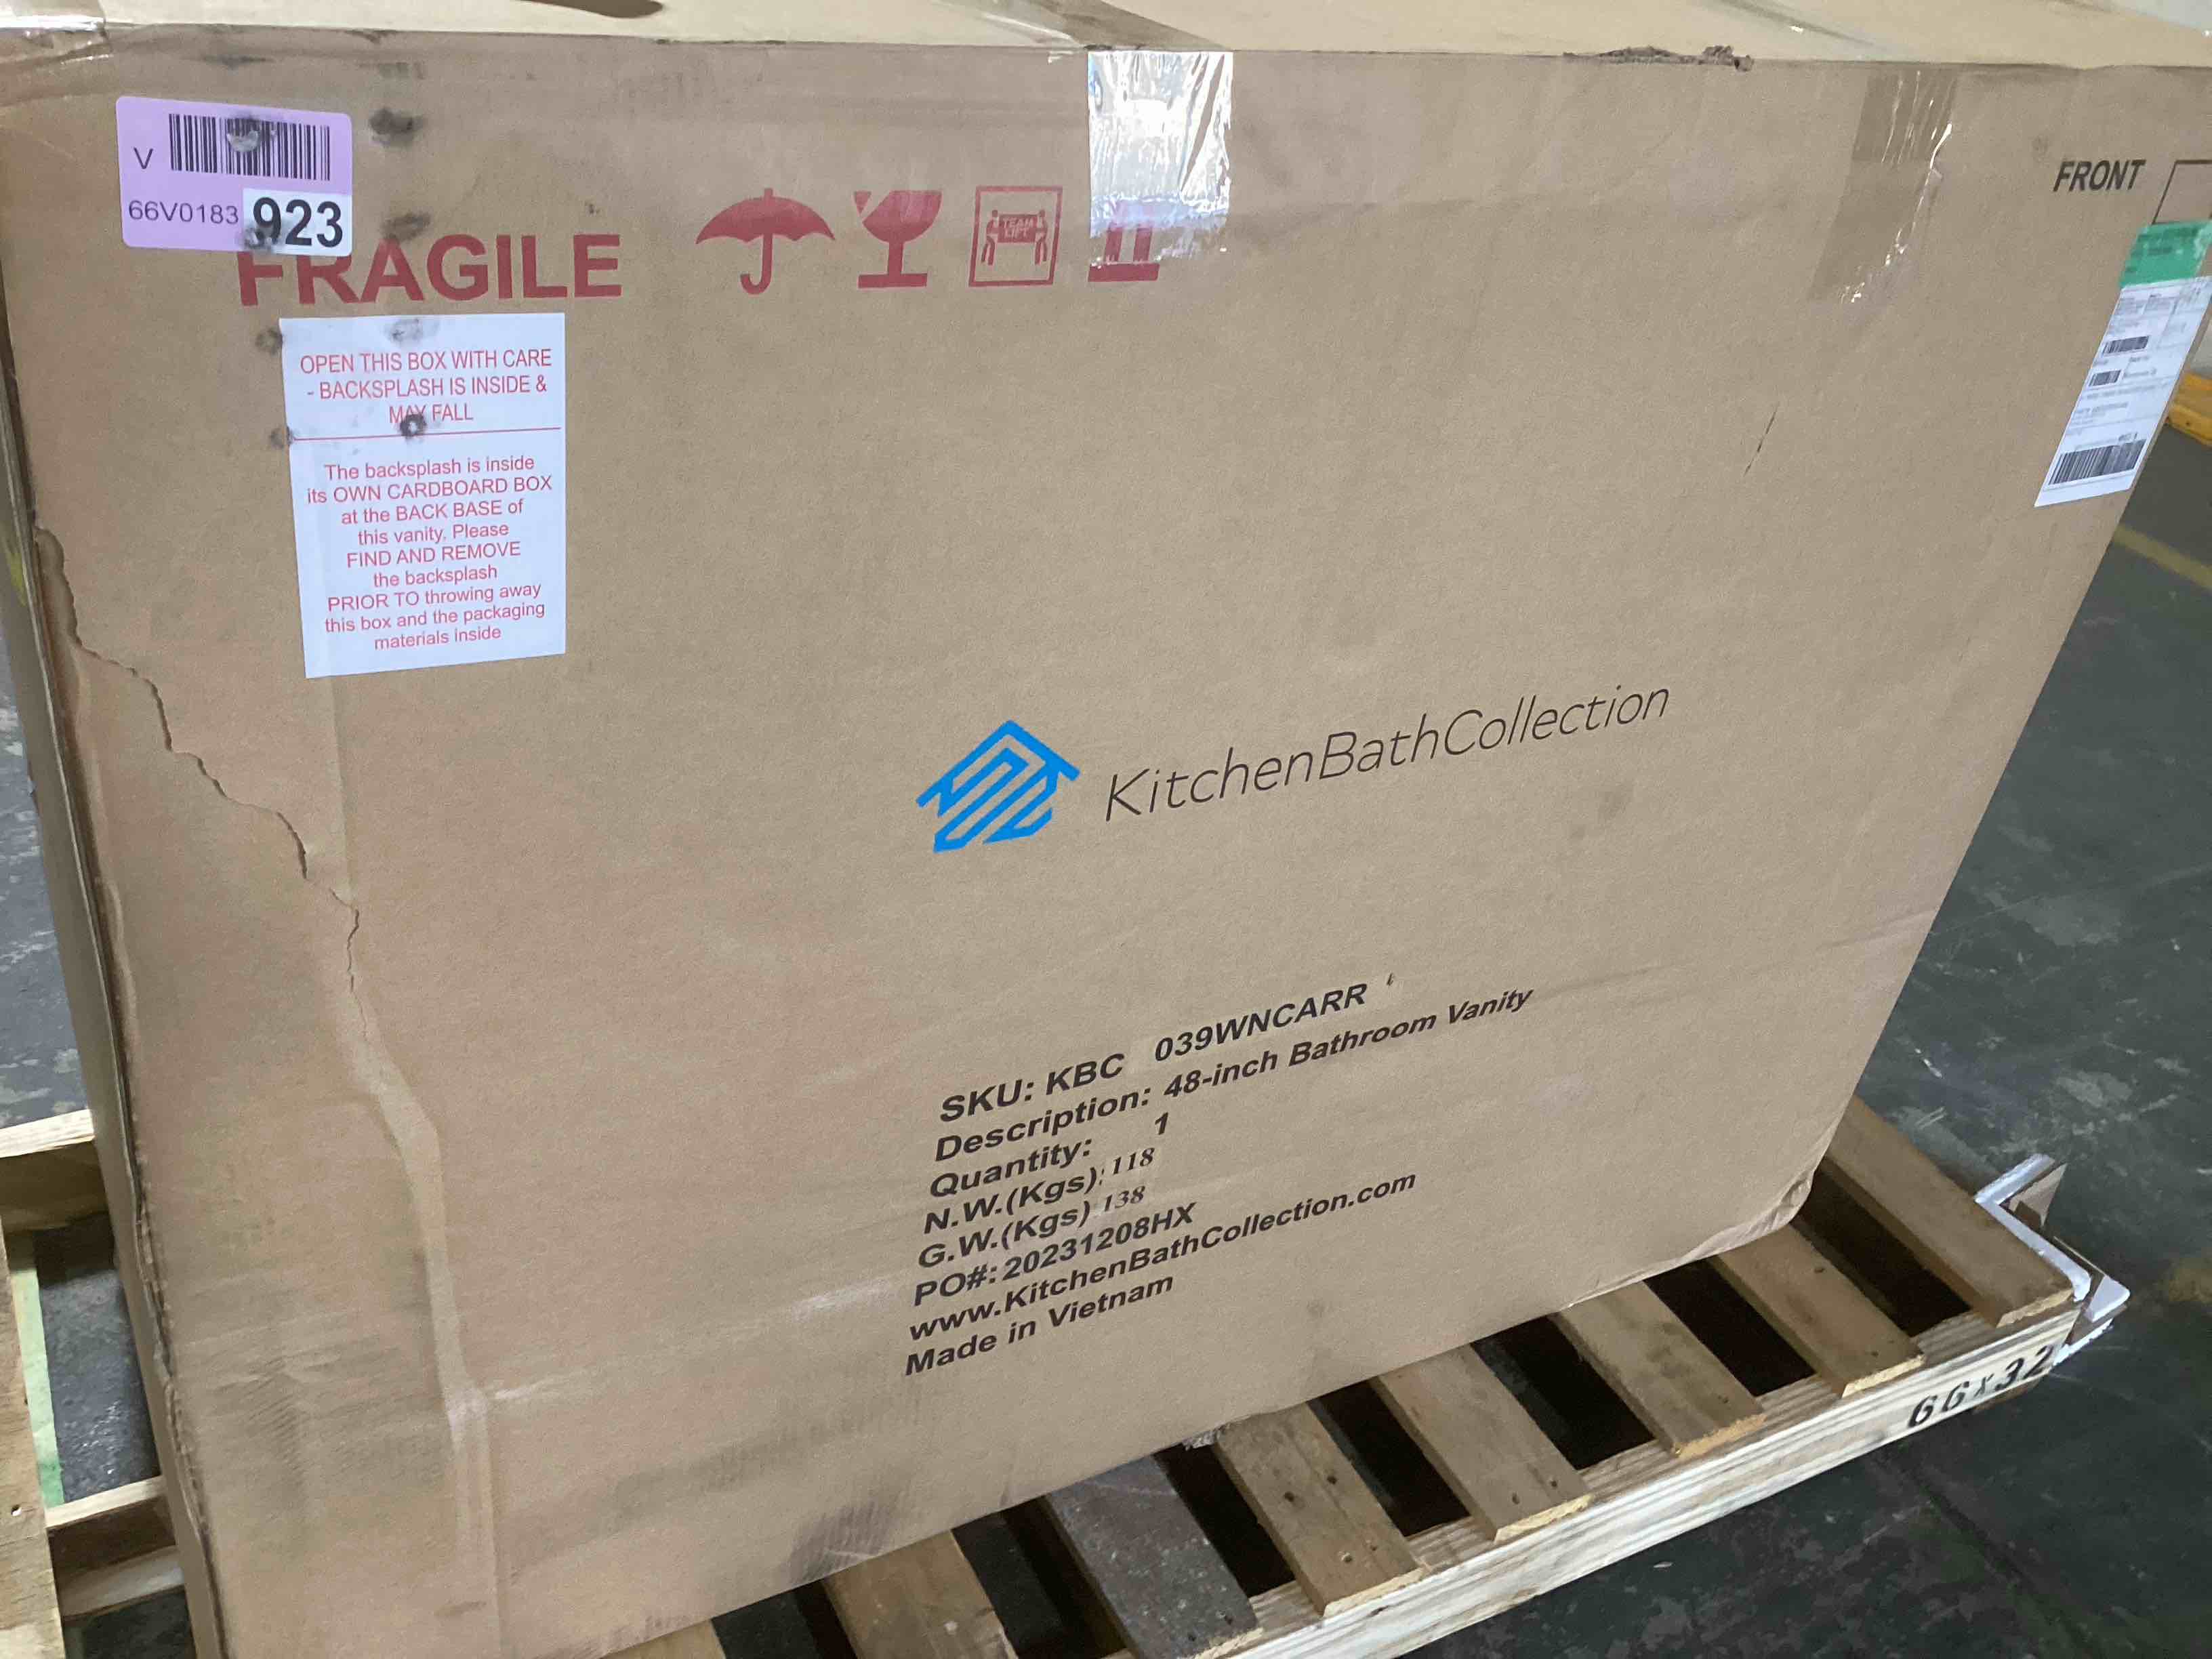 V
66V0183 923
FRAGILE
TEAM
LIFT
FRONT
OPEN THIS BOX WITH CARE
- BACKSPLASH IS INSIDE &
MAY FALL
The backsplash is inside
its OWN CARDBOARD BOX
at the BACK BASE of
this vanity. Please
FIND AND REMOVE
the backsplash
PRIOR TO throwing away
this box and the packaging
materials inside
KitchenBathCollection
SKU: KBC 039WNCARR
Description: 48-inch Bathroom Vanity
Quantity: 1
N.W.(Kgs): 118
G.W.(Kgs) 138
PO#: 20231208HX
www.KitchenBathCollection.com
Made in Vietnam
66x32